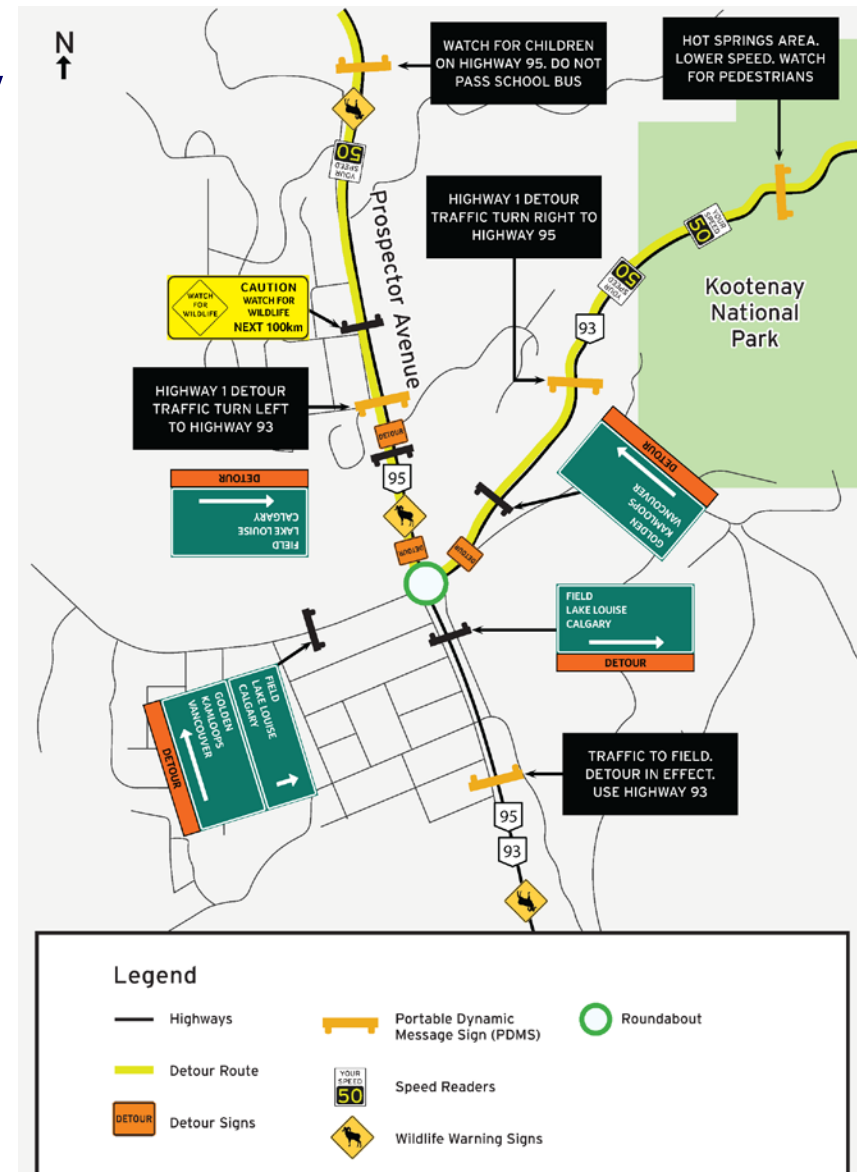 N
WATCH FOR CHILDREN
ON HIGHWAY 95. DO NOT
PASS SCHOOL BUS
HOT SPRINGS AREA.
LOWER SPEED. WATCH
FOR PEDESTRIANS
YOUR
SPEED
50
Prospector Avenue
HIGHWAY 1 DETOUR
TRAFFIC TURN RIGHT TO
HIGHWAY 95
YOUR
SPEED
50
YOUR
SPEED
50
Kootenay
National
Park
93
WATCH
FOR
WILDLIFE
CAUTION
WATCH FOR
WILDLIFE
NEXT 100km
HIGHWAY 1 DETOUR
TRAFFIC TURN LEFT
TO HIGHWAY 93
DETOUR
95
DETOUR
FIELD
LAKE LOUISE
CALGARY
DETOUR
GOLDEN
KAMLOOPS
VANCOUVER
DETOUR
DETOUR
FIELD
LAKE LOUISE
CALGARY
DETOUR
FIELD
LAKE LOUISE
CALGARY
GOLDEN
KAMLOOPS
VANCOUVER
DETOUR
TRAFFIC TO FIELD.
DETOUR IN EFFECT.
USE HIGHWAY 93
95
93
Legend
Highways
Detour Route
DETOUR
Detour Signs
Portable Dynamic
Message Sign (PDMS)
YOUR
SPEED
50
Speed Readers
Wildlife Warning Signs
Roundabout